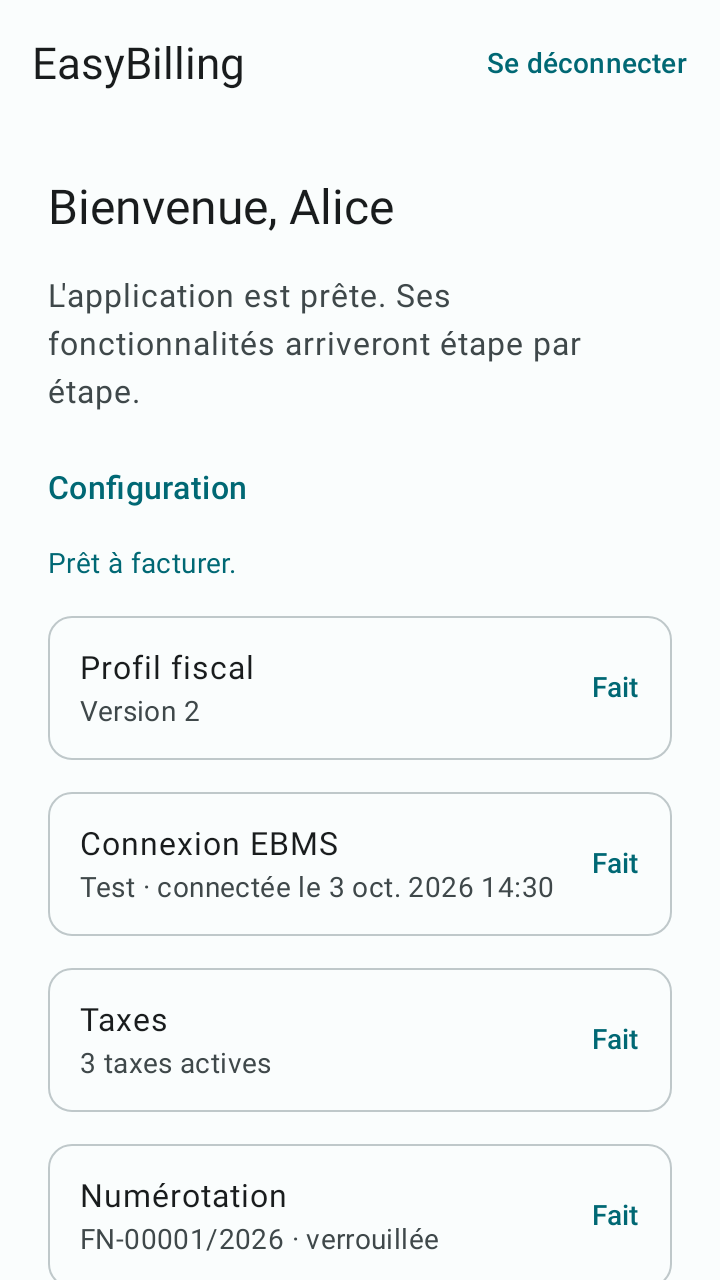 EasyBilling
Se déconnecter
Bienvenue, Alice
L'application est prête. Ses
fonctionnalités arriveront étape par
étape.
Configuration
Prêt à facturer.
Profil fiscal
Version 2
Fait
Connexion EBMS
Test · connectée le 3 oct. 2026 14:30
Fait
Taxes
3 taxes actives
Fait
Numérotation
FN-00001/2026 · verrouillée
Fait